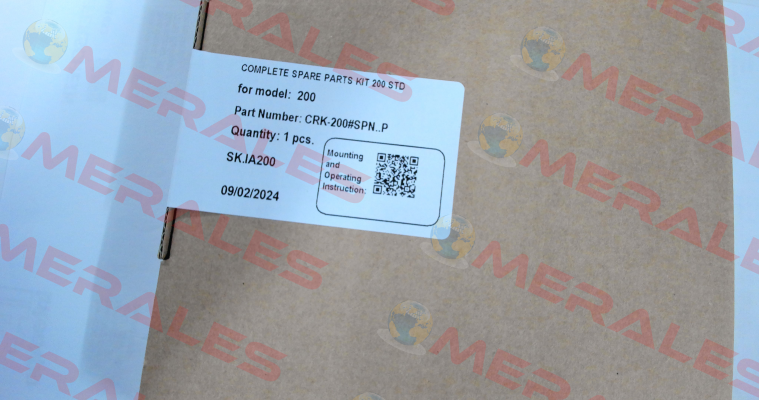 COMPLETE SPARE PARTS KIT 200 STD
for model: 200
Part Number: CRK-200#SPN..P
Quantity: 1 pcs.
SK.IA200
09/02/2024
Mounting
and
Operating
Instruction:
MERALES
MERALES
MERALES
MERALES
MERALES